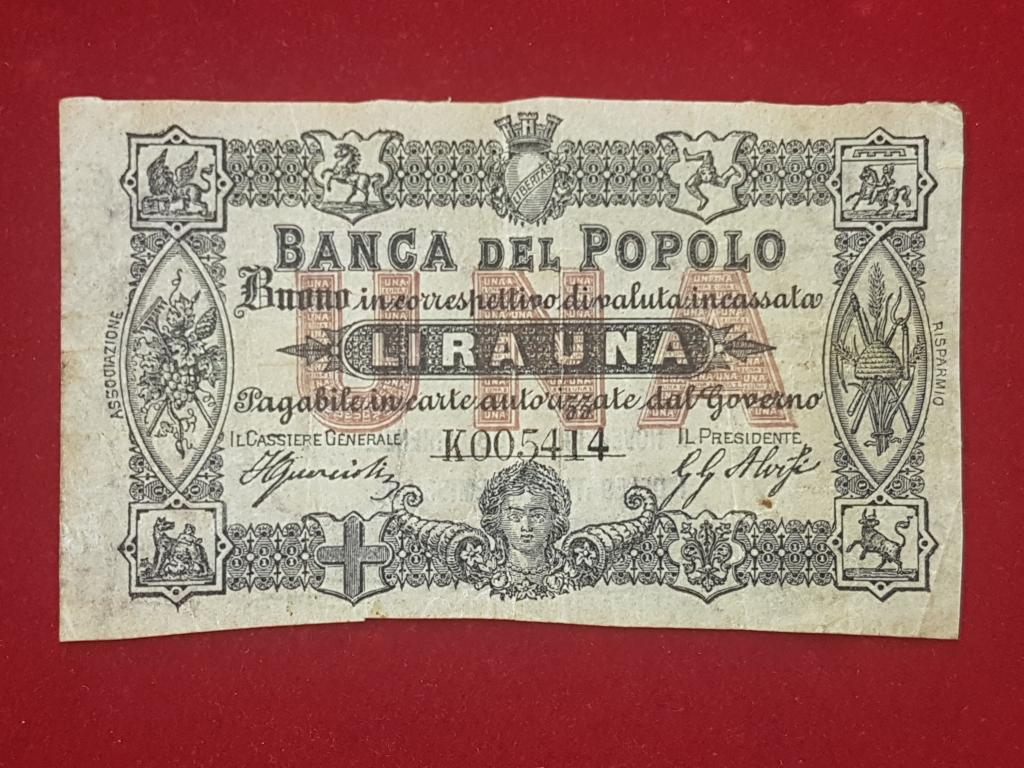 LIBERTAS
BANCA DEL POPOLO
Buono in correspettivo di valuta incassata
UNA
LIRA UNA
Pagabile in carte autorizzate dal Governo
IL CASSIERE GENERALE K005414 IL PRESIDENTE
ASSOCIAZIONE
RISPARMIO